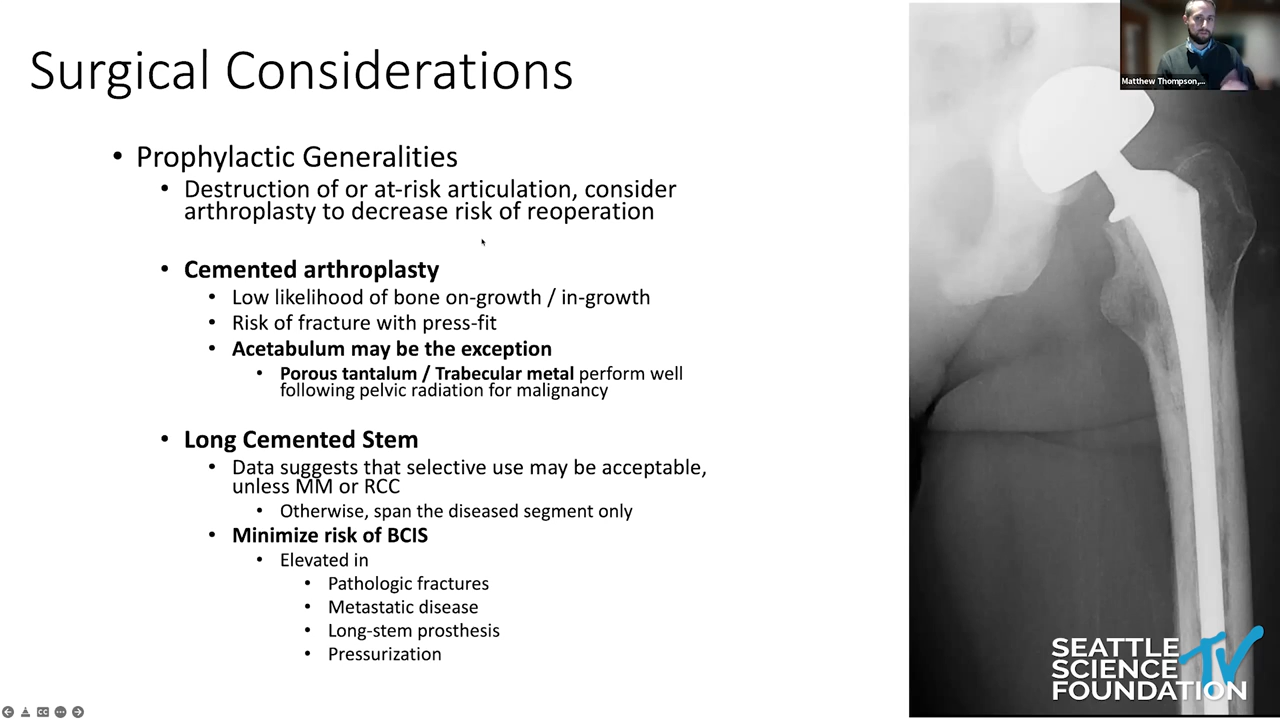 Surgical Considerations
Matthew Thompson,...
• Prophylactic Generalities
• Destruction of or at-risk articulation, consider
arthroplasty to decrease risk of reoperation
• Cemented arthroplasty
• Low likelihood of bone on-growth / in-growth
• Risk of fracture with press-fit
• Acetabulum may be the exception
• Porous tantalum / Trabecular metal perform well
following pelvic radiation for malignancy
• Long Cemented Stem
• Data suggests that selective use may be acceptable,
unless MM or RCC
• Otherwise, span the diseased segment only
• Minimize risk of BCIS
• Elevated in
• Pathologic fractures
• Metastatic disease
• Long-stem prosthesis
• Pressurization
SEATTLE
SCIENCE TV
FOUNDATION
CC